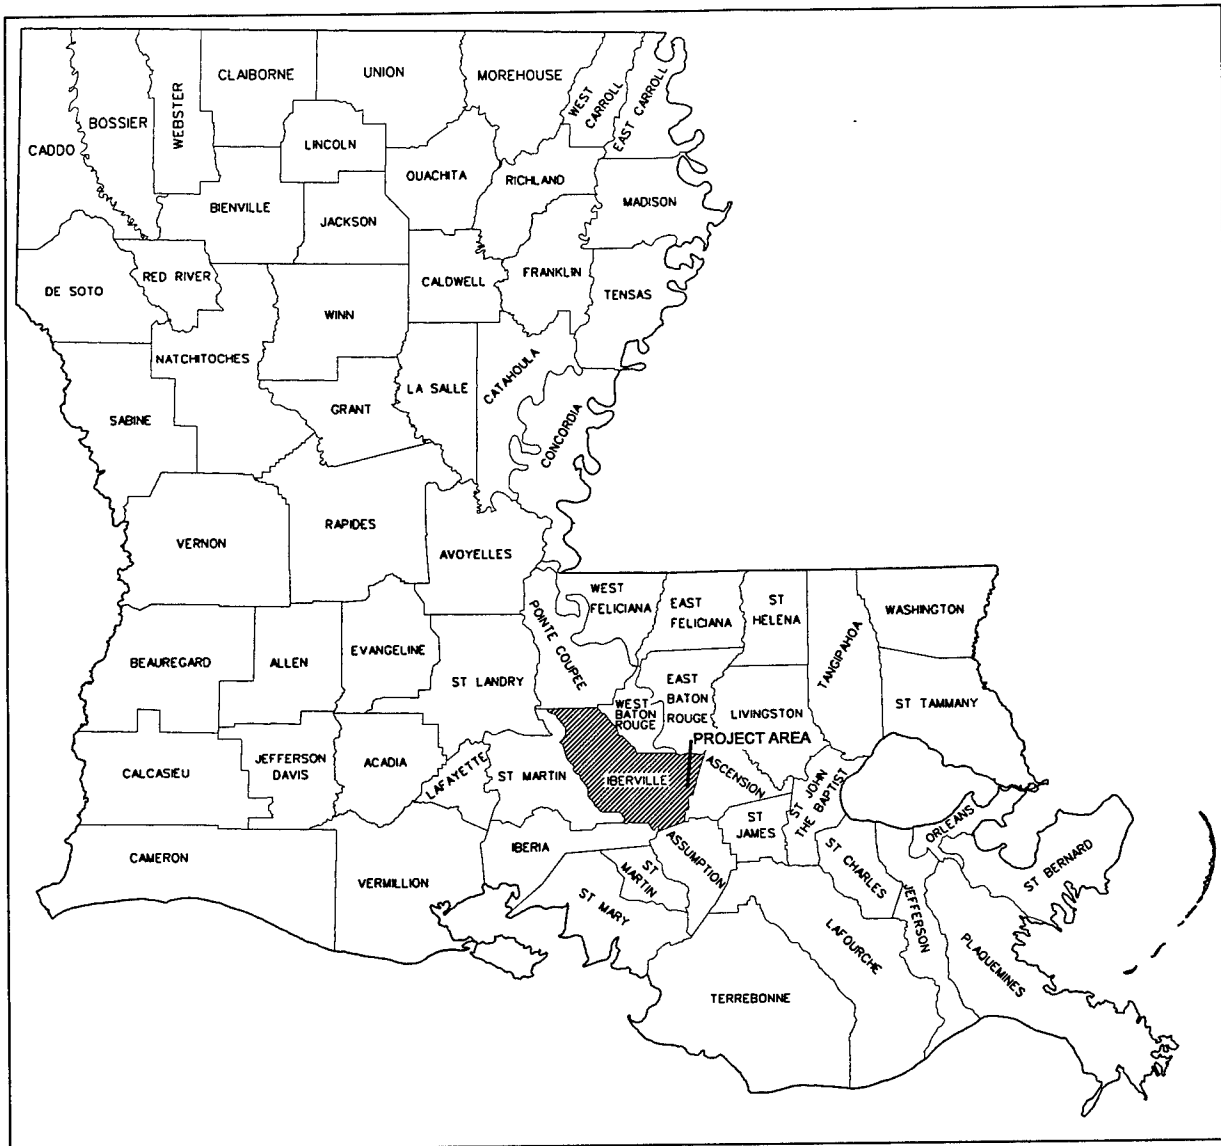 CLAIBORNE
UNION
MOREHOUSE
WEST
CARROLL
EAST CARROLL
WEBSTER
BOSSIER
CADDO
LINCOLN
OUACHITA
RICHLAND
MADISON
BIENVILLE
JACKSON
RED RIVER
CALDWELL
FRANKLIN
TENSAS
DE SOTO
WINN
NATCHITOCHES
LA SALLE
CATAHOULA
GRANT
SABINE
CONCORDIA
RAPIDES
VERNON
AVOYELLES
WEST
FELICIANA
EAST
FELICIANA
ST
HELENA
WASHINGTON
POINTE COUPEE
TANGIPAHOA
BEAUREGARD
ALLEN
EVANGELINE
ST LANDRY
EAST
BATON
ROUGE
WEST
BATON
ROUGE
LIVINGSTON
ST TAMMANY
PROJECT AREA
CALCASIEU
JEFFERSON
DAVIS
ACADIA
LAFAYETTE
ST MARTIN
IBERVILLE
ASCENSION
ST JOHN
THE BAPTIST
ST
JAMES
ORLEANS
CAMERON
VERMILLION
IBERIA
ASSUMPTION
ST
MARTIN
ST CHARLES
ST BERNARD
ST MARY
JEFFERSON
LAFOURCHE
PLAQUEMINES
TERREBONNE